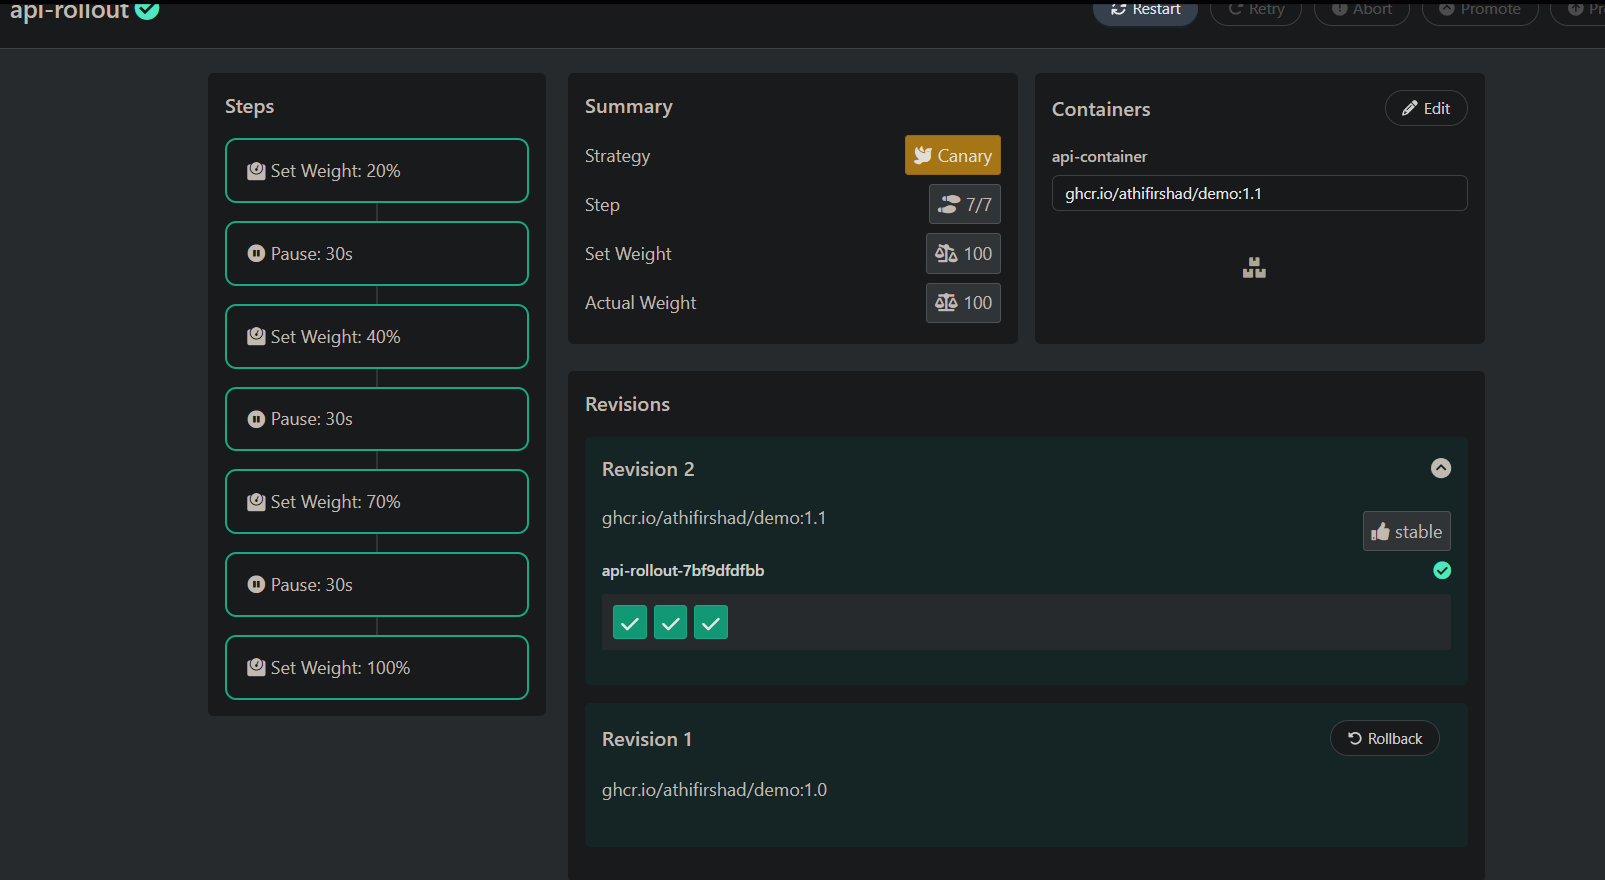 api-rollout
Restart
Retry
Abort
Promote
Steps
Set Weight: 20%
Pause: 30s
Set Weight: 40%
Pause: 30s
Set Weight: 70%
Pause: 30s
Set Weight: 100%
Summary
Strategy Canary
Step 7/7
Set Weight 100
Actual Weight 100
Containers
Edit
api-container
ghcr.io/athifirshad/demo:1.1
Revisions
Revision 2
ghcr.io/athifirshad/demo:1.1
stable
api-rollout-7bf9dfdfbb
Revision 1
Rollback
ghcr.io/athifirshad/demo:1.0